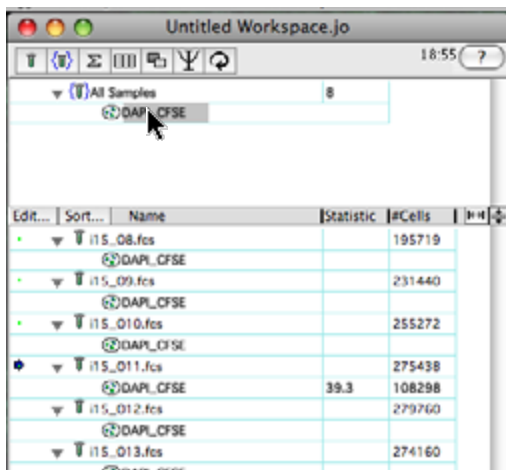 Untitled Workspace.jo
Σ Ψ 18:55 ?
{}All Samples 8
DAPI_CFSE
Edit... Sort... Name Statistic #Cells
i15_08.fcs 195719
DAPI_CFSE
i15_09.fcs 231440
DAPI_CFSE
i15_010.fcs 255272
DAPI_CFSE
i15_011.fcs 275438
DAPI_CFSE 39.3 108298
i15_012.fcs 279760
DAPI_CFSE
i15_013.fcs 274160